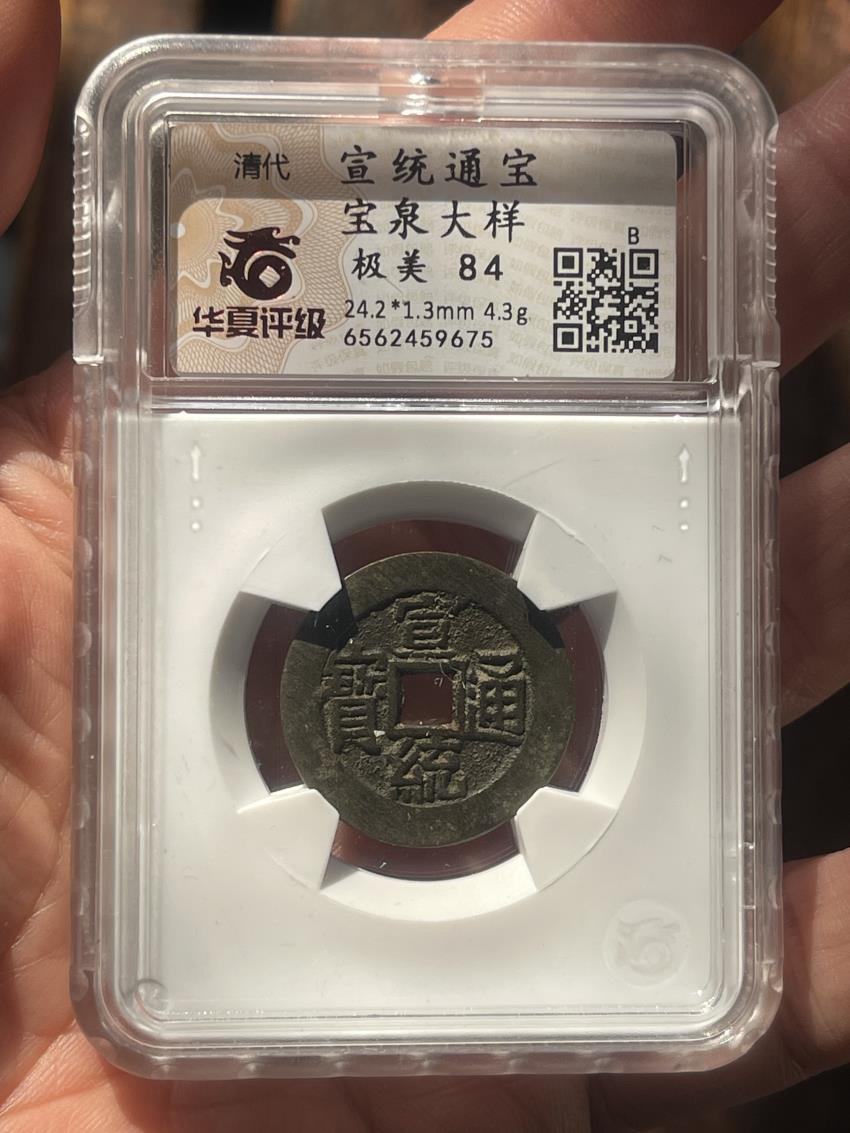 清代
宣统通宝
宝泉大样
极美 84
24.2*1.3mm 4.3g
6562459675
华夏评级
B
宣
通
寶
統